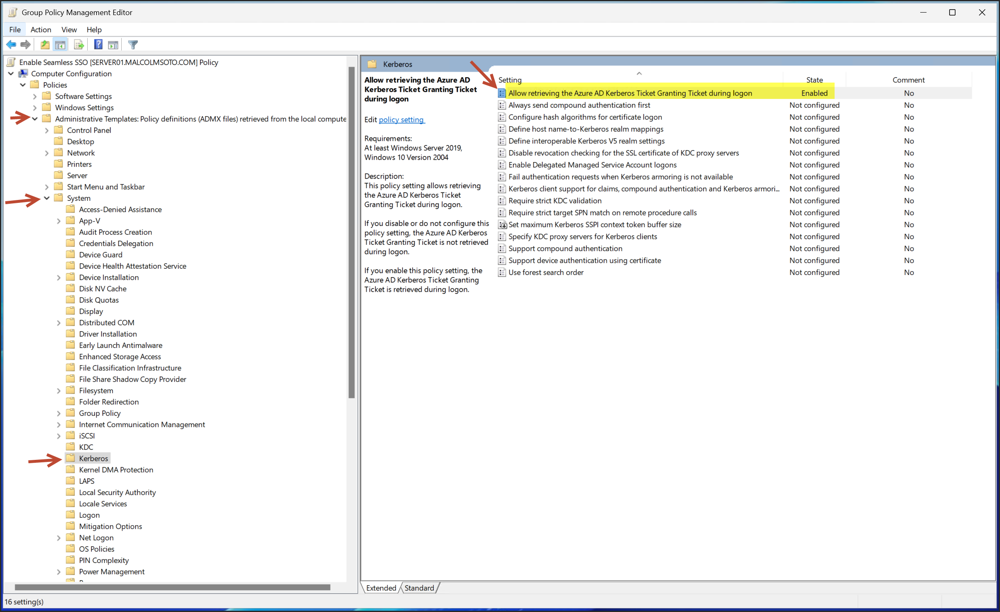 Group Policy Management Editor
File Action View Help
Enable Seamless SSO [SERVER01.MALCOLMSOTO.COM] Policy
Computer Configuration
Policies
Software Settings
Windows Settings
Administrative Templates: Policy definitions (ADMX files) retrieved from the local compute
Control Panel
Desktop
Network
Printers
Server
Start Menu and Taskbar
System
Access-Denied Assistance
App-V
Audit Process Creation
Credentials Delegation
Device Guard
Device Health Attestation Service
Device Installation
Disk NV Cache
Disk Quotas
Display
Distributed COM
Driver Installation
Early Launch Antimalware
Enhanced Storage Access
File Classification Infrastructure
File Share Shadow Copy Provider
Filesystem
Folder Redirection
Group Policy
Internet Communication Management
iSCSI
KDC
Kerberos
Kernel DMA Protection
LAPS
Local Security Authority
Locale Services
Logon
Mitigation Options
Net Logon
OS Policies
PIN Complexity
Power Management
Kerberos
Allow retrieving the Azure AD
Kerberos Ticket Granting Ticket
during logon
Edit policy setting
Requirements:
At least Windows Server 2019,
Windows 10 Version 2004
Description:
This policy setting allows retrieving
the Azure AD Kerberos Ticket
Granting Ticket during logon.
If you disable or do not configure this
policy setting, the Azure AD Kerberos
Ticket Granting Ticket is not retrieved
during logon.
If you enable this policy setting, the
Azure AD Kerberos Ticket Granting
Ticket is retrieved during logon.
Setting State Comment
Allow retrieving the Azure AD Kerberos Ticket Granting Ticket during logon Enabled No
Always send compound authentication first Not configured No
Configure hash algorithms for certificate logon Not configured No
Define host name-to-Kerberos realm mappings Not configured No
Define interoperable Kerberos V5 realm settings Not configured No
Disable revocation checking for the SSL certificate of KDC proxy servers Not configured No
Enable Delegated Managed Service Account logons Not configured No
Fail authentication requests when Kerberos armoring is not available Not configured No
Kerberos client support for claims, compound authentication and Kerberos armori... Not configured No
Require strict KDC validation Not configured No
Require strict target SPN match on remote procedure calls Not configured No
Set maximum Kerberos SSPI context token buffer size Not configured No
Specify KDC proxy servers for Kerberos clients Not configured No
Support compound authentication Not configured No
Support device authentication using certificate Not configured No
Use forest search order Not configured No
Extended Standard
16 setting(s)